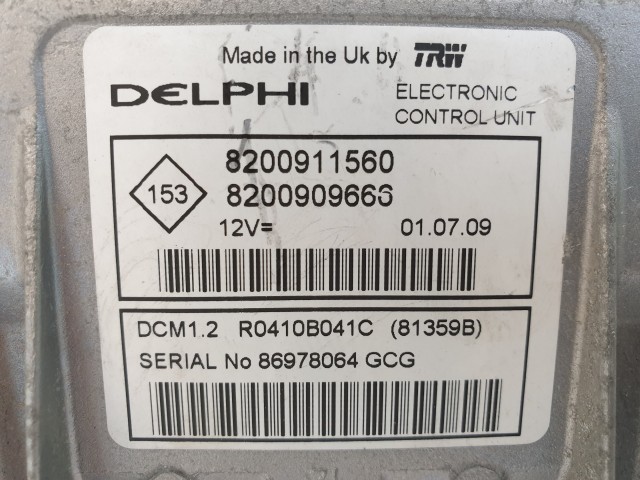 Made in the Uk by TRW
DELPHI
ELECTRONIC
CONTROL UNIT
153
8200911560
8200909666
12V= 01.07.09
DCM1.2 R0410B041C (81359B)
SERIAL No 86978064 GCG